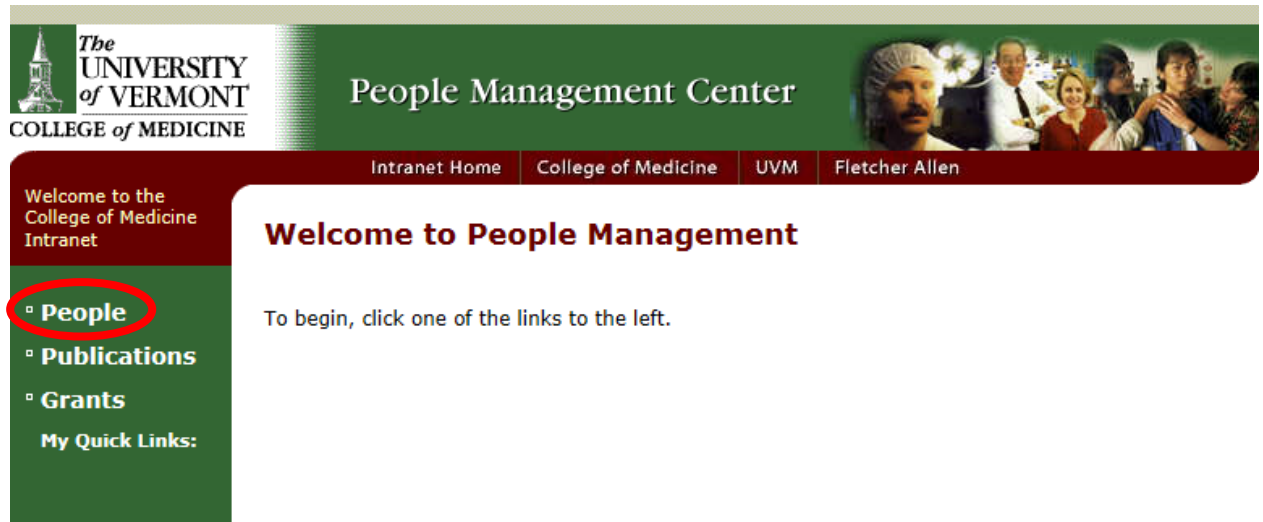 The
UNIVERSITY
of VERMONT
COLLEGE of MEDICINE
People Management Center
Intranet Home College of Medicine UVM Fletcher Allen
Welcome to the
College of Medicine
Intranet
Welcome to People Management
People
To begin, click one of the links to the left.
Publications
Grants
My Quick Links: